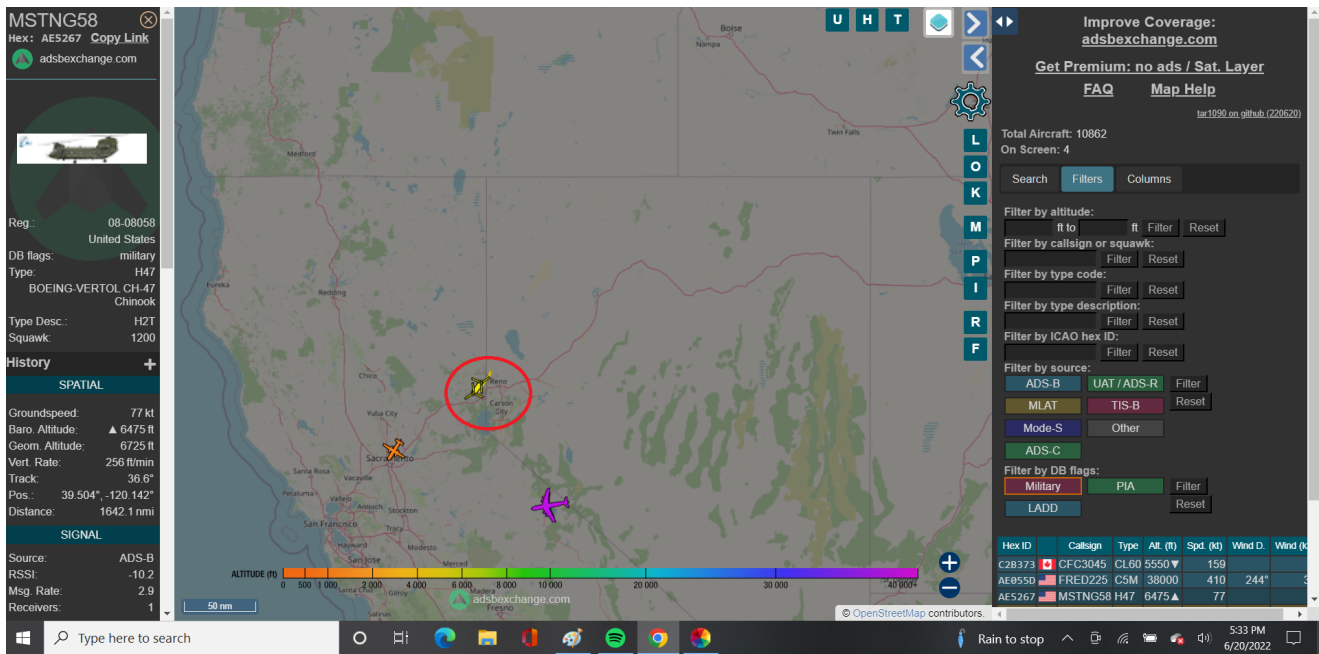 MSTNG58
Hex: AE5267 Copy Link
adsbexchange.com
Reg.: 08-08058
United States
DB flags: military
Type: H47
BOEING-VERTOL CH-47
Chinook
Type Desc.: H2T
Squawk: 1200
History +
SPATIAL
Groundspeed: 77 kt
Baro. Altitude: ▲ 6475 ft
Geom. Altitude: 6725 ft
Vert. Rate: 256 ft/min
Track: 36.6°
Pos.: 39.504°, -120.142°
Distance: 1642.1 nmi
SIGNAL
Source: ADS-B
RSSI: -10.2
Msg. Rate: 2.9
Receivers: 1
Boise
Nampa
Twin Falls
Medford
Eureka
Redding
Chico
Reno
Carson
City
Yuba City
Sacramento
Santa Rosa
Vacaville
Petaluma
Vallejo
Antioch
Stockton
San Francisco
Tracy
Hayward
Modesto
San Jose
Merced
Santa Cruz
Gilroy
Madera
Fresno
Salinas
ALTITUDE (ft)
0 500 1 000 2 000 4 000 6 000 8 000 10 000 20 000 30 000 40 000+
adsbexchange.com
50 nm
© OpenStreetMap contributors.
U H T
L
O
K
M
P
I
R
F
Improve Coverage:
adsbexchange.com
Get Premium: no ads / Sat. Layer
FAQ Map Help
tar1090 on github (220620)
Total Aircraft: 10862
On Screen: 4
Search Filters Columns
Filter by altitude:
ft to ft Filter Reset
Filter by callsign or squawk:
Filter Reset
Filter by type code:
Filter Reset
Filter by type description:
Filter Reset
Filter by ICAO hex ID:
Filter Reset
Filter by source:
ADS-B UAT / ADS-R Filter
MLAT TIS-B Reset
Mode-S Other
ADS-C
Filter by DB flags:
Military PIA Filter
LADD Reset
Hex ID Callsign Type Alt. (ft) Spd. (kt) Wind D. Wind (k
C2B373 CFC3045 CL60 5550▼ 159
AE055D FRED225 C5M 38000 410 244° 3
AE5267 MSTNG58 H47 6475▲ 77
Type here to search
Rain to stop
5:33 PM
6/20/2022